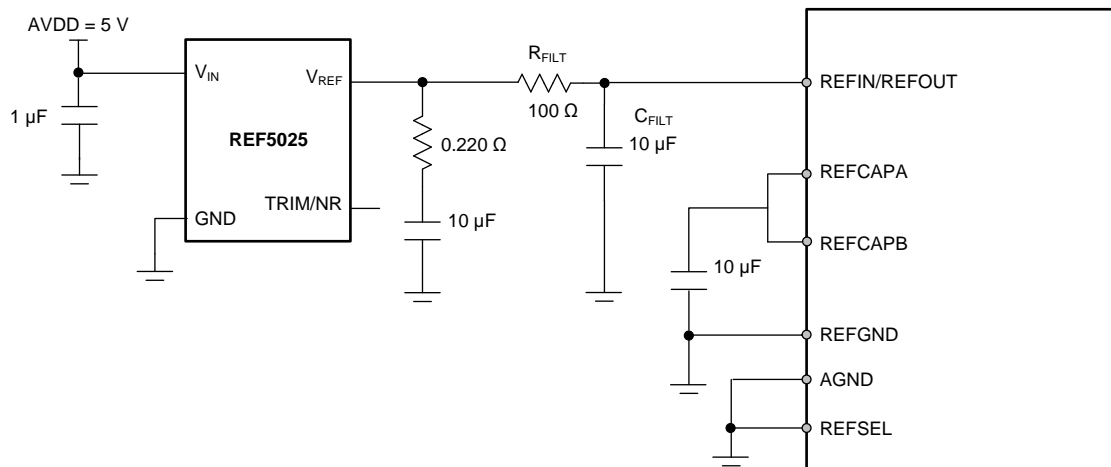 AVDD = 5 V
1 µF
VIN
VREF
REF5025
TRIM/NR
GND
0.220 Ω
10 µF
RFILT
100 Ω
CFILT
10 µF
10 µF
REFIN/REFOUT
REFCAPA
REFCAPB
REFGND
AGND
REFSEL